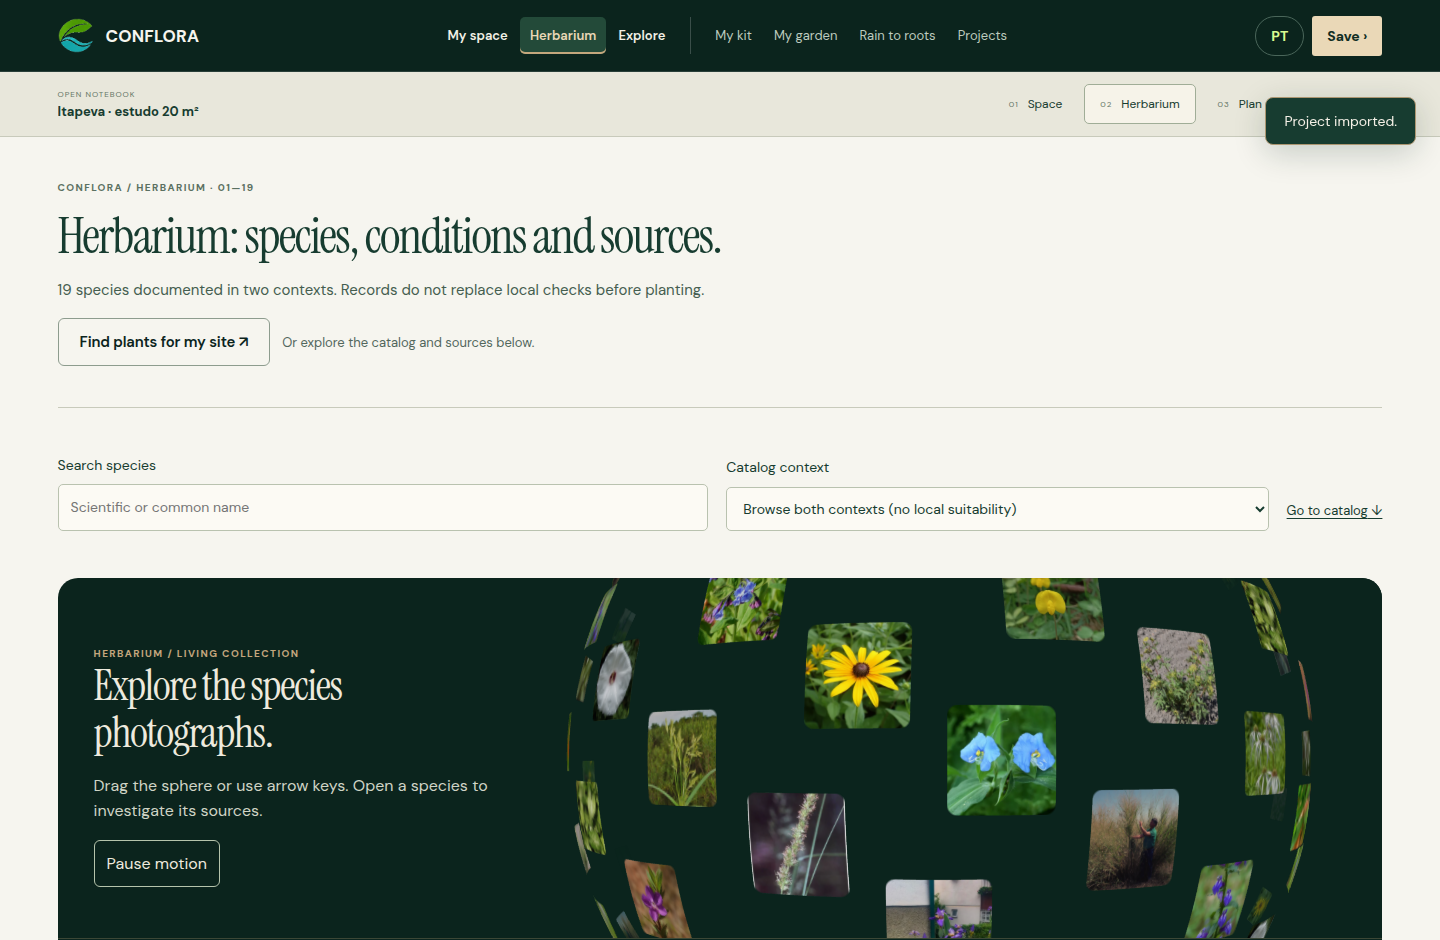 CONFLORA
My space
Herbarium
Explore
My kit
My garden
Rain to roots
Projects
PT
Save ›
OPEN NOTEBOOK
Itapeva · estudo 20 m²
01 Space
02 Herbarium
03 Plan
Project imported.
CONFLORA / HERBARIUM · 01—19
Herbarium: species, conditions and sources.
19 species documented in two contexts. Records do not replace local checks before planting.
Find plants for my site ↗
Or explore the catalog and sources below.
Search species
Scientific or common name
Catalog context
Browse both contexts (no local suitability)
Go to catalog ↓
HERBARIUM / LIVING COLLECTION
Explore the species
photographs.
Drag the sphere or use arrow keys. Open a species to
investigate its sources.
Pause motion